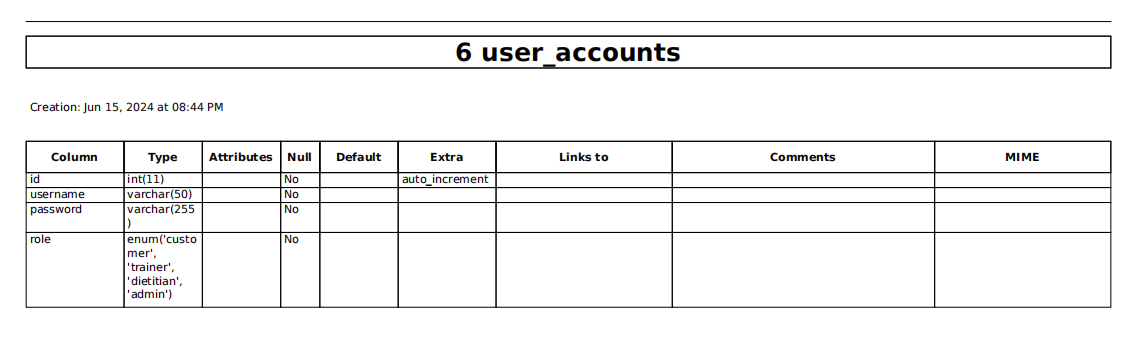 6 user_accounts
Creation: Jun 15, 2024 at 08:44 PM
Column Type Attributes Null Default Extra Links to Comments MIME
id int(11) No auto_increment
username varchar(50) No
password varchar(255 No
)
role enum('custo No
mer',
'trainer',
'dietitian',
'admin')